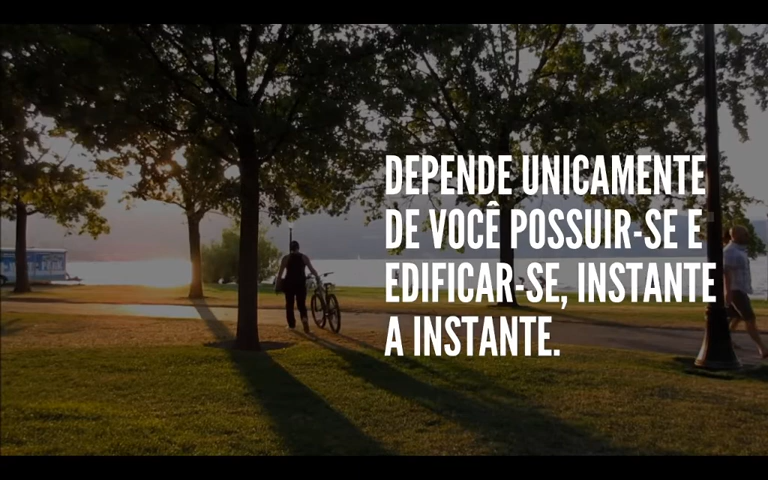 DEPENDE UNICAMENTE
DE VOCÊ POSSUIR-SE E
EDIFICAR-SE, INSTANTE
A INSTANTE.